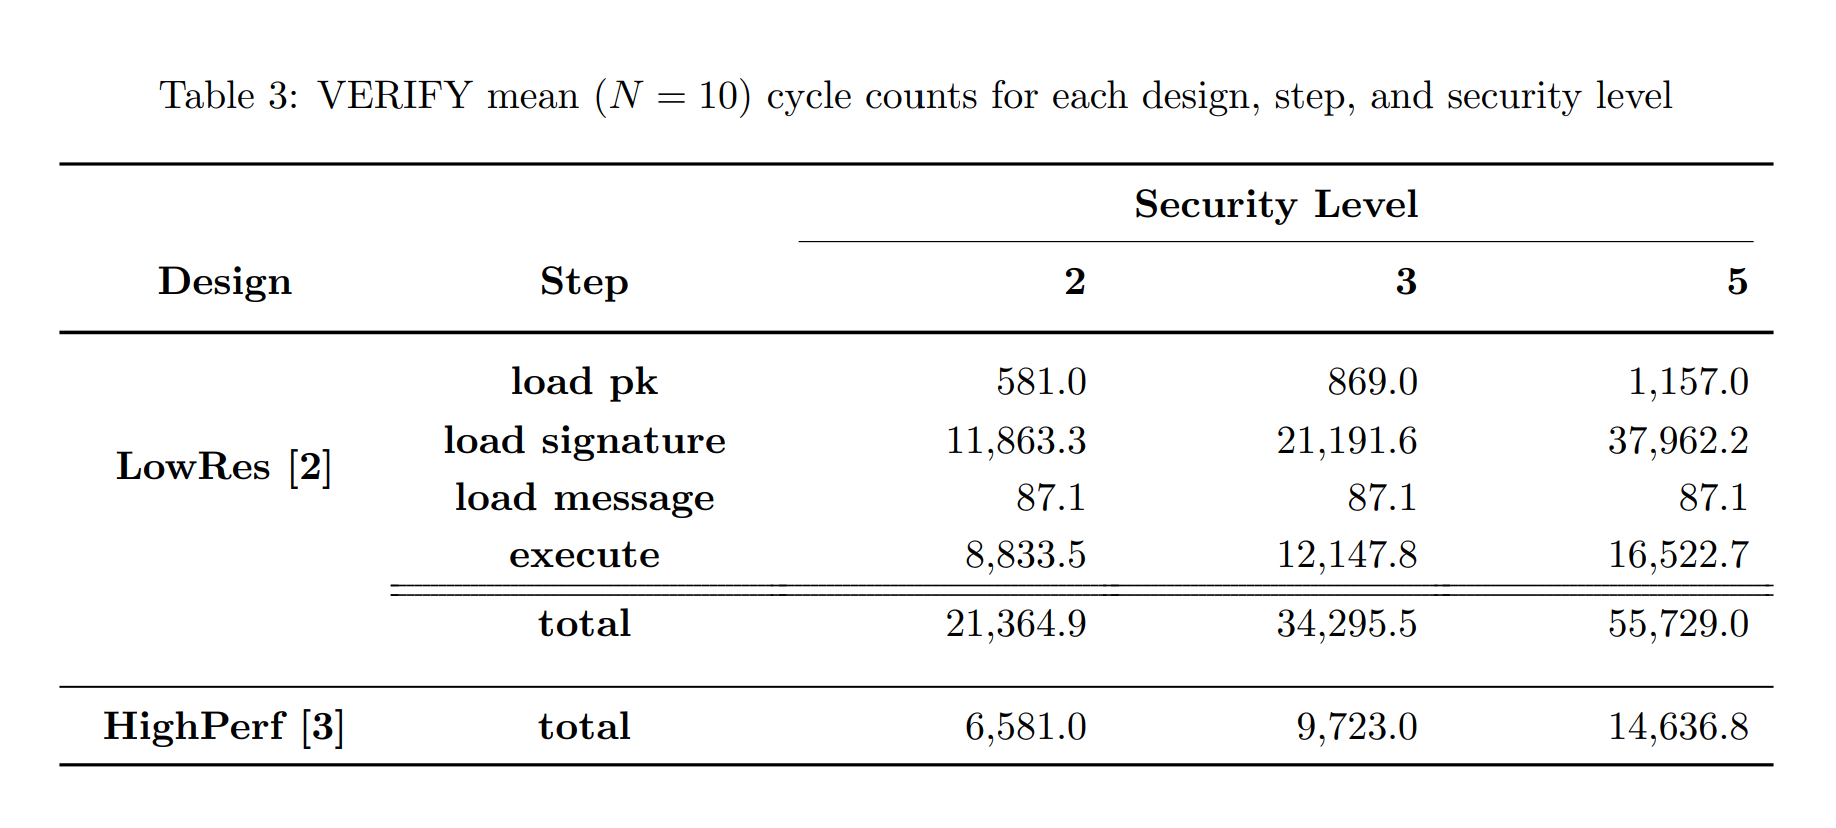 Table 3: VERIFY mean (N = 10) cycle counts for each design, step, and security level
Security Level
Design Step 2 3 5
load pk 581.0 869.0 1,157.0
load signature 11,863.3 21,191.6 37,962.2
LowRes [2]
load message 87.1 87.1 87.1
execute 8,833.5 12,147.8 16,522.7
total 21,364.9 34,295.5 55,729.0
HighPerf [3] total 6,581.0 9,723.0 14,636.8